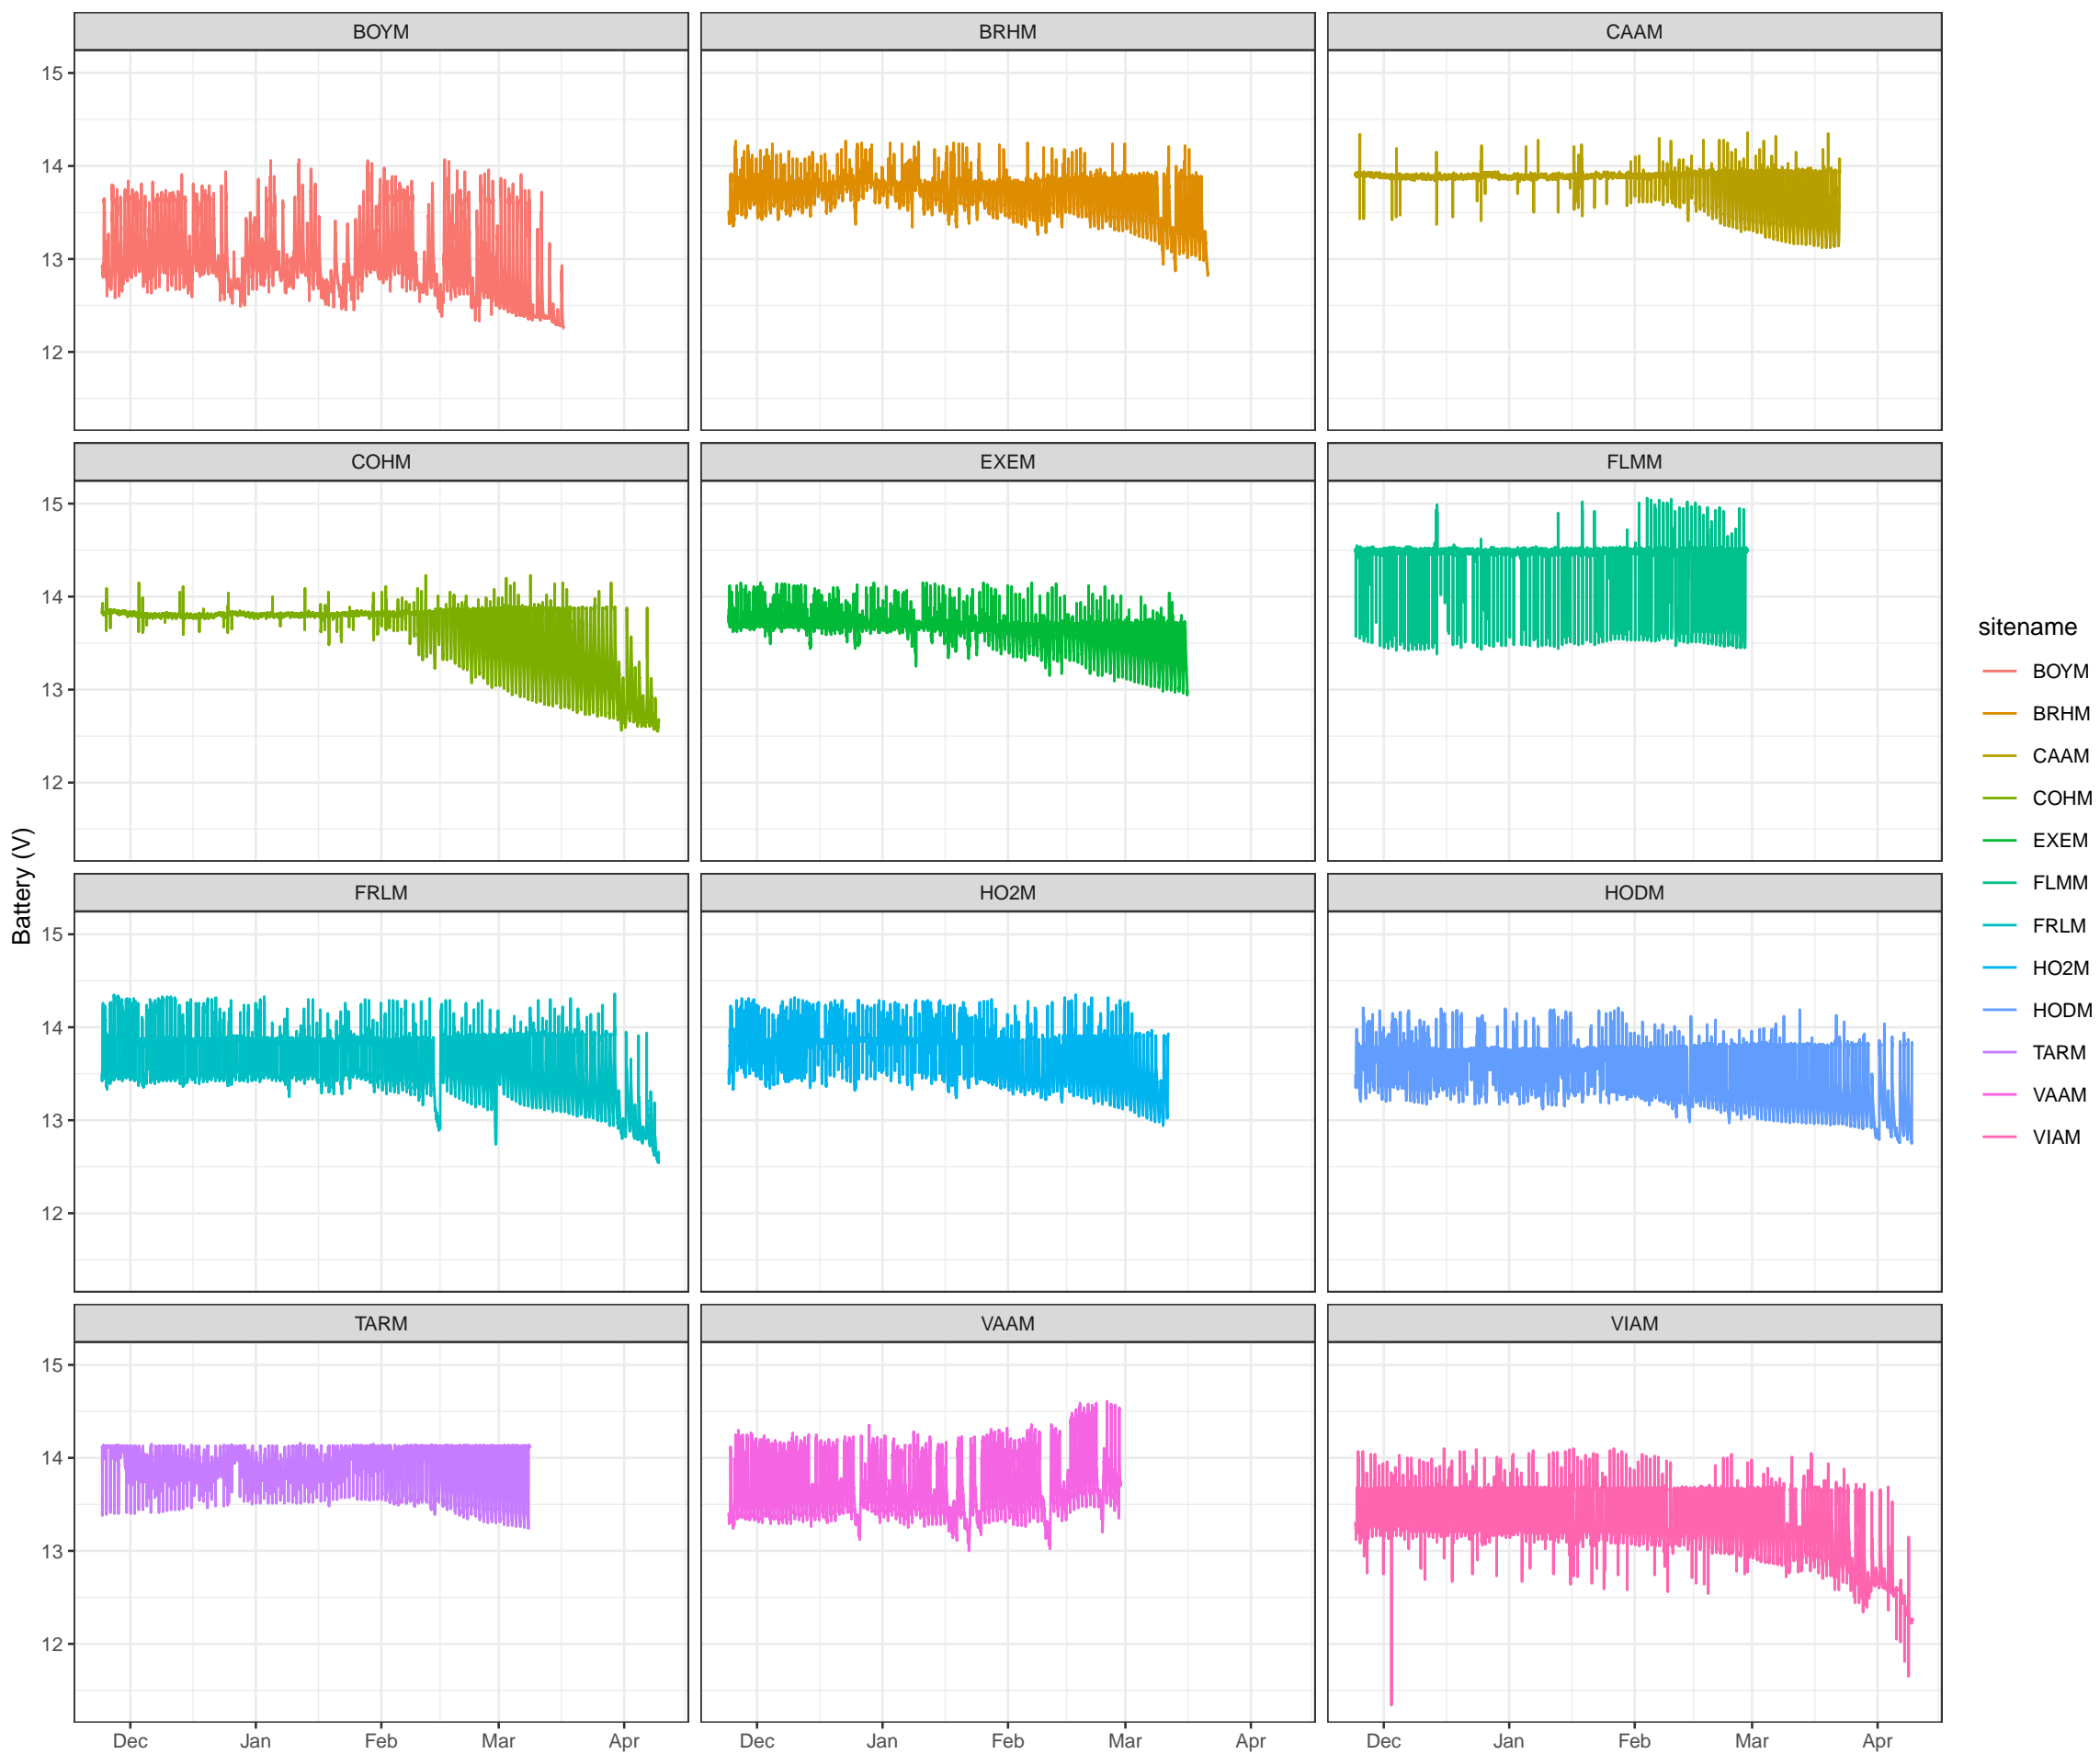 BOYM BRHM CAAM
15
14
13
12
COHM EXEM FLMM
15
14
13
12
FRLM HO2M HODM
15
14
13
12
TARM VAAM VIAM
15
14
13
12
Dec Jan Feb Mar Apr Dec Jan Feb Mar Apr Dec Jan Feb Mar Apr
Battery (V)
sitename
BOYM
BRHM
CAAM
COHM
EXEM
FLMM
FRLM
HO2M
HODM
TARM
VAAM
VIAM